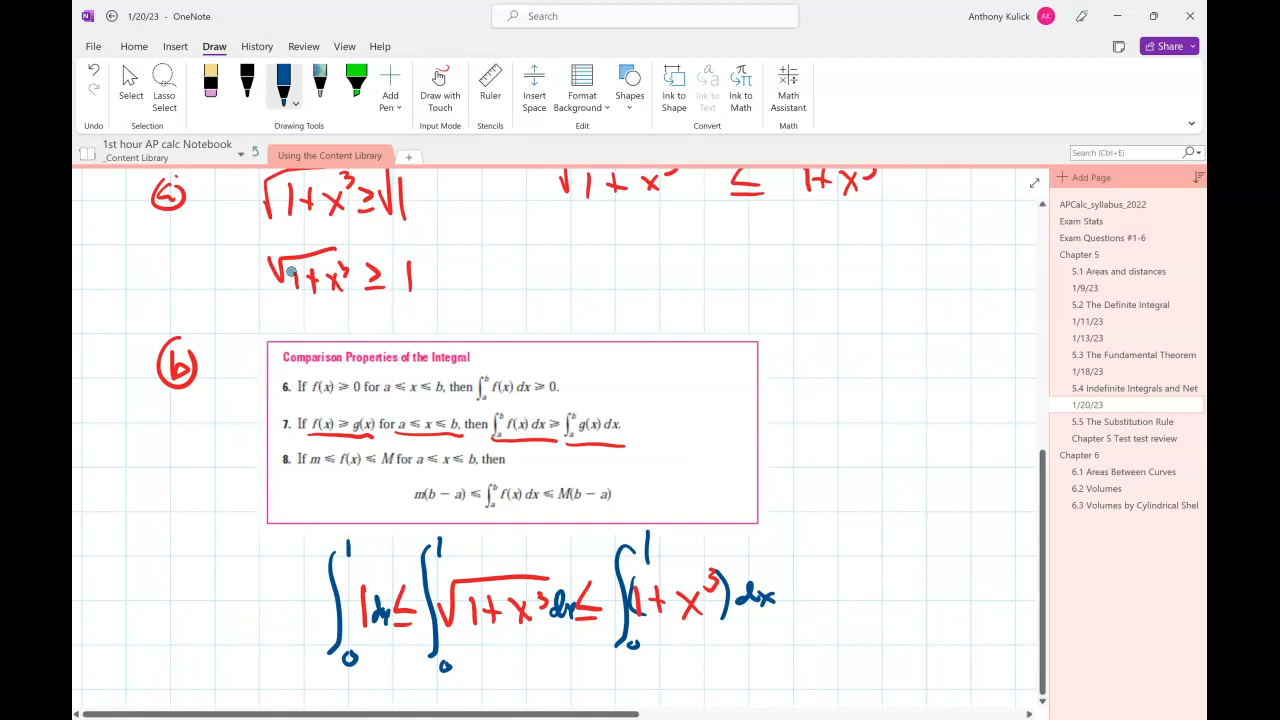 1/20/23 - OneNote
Search
Anthony Kulick
AK
File Home Insert Draw History Review View Help
Share
Undo
Select
Lasso Select
Selection
Drawing Tools
Add Pen
Draw with Touch
Input Mode
Ruler
Stencils
Insert Space
Format Background
Shapes
Edit
Ink to Shape
Ink to Text
Ink to Math
Convert
Math Assistant
Math
1st hour AP calc Notebook
_Content Library
Using the Content Library
+
Search (Ctrl+E)
Add Page
APCalc_syllabus_2022
Exam Stats
Exam Questions #1-6
Chapter 5
5.1 Areas and distances
1/9/23
5.2 The Definite Integral
1/11/23
1/13/23
5.3 The Fundamental Theorem
1/18/23
5.4 Indefinite Integrals and Net
1/20/23
5.5 The Substitution Rule
Chapter 5 Test test review
Chapter 6
6.1 Areas Between Curves
6.2 Volumes
6.3 Volumes by Cylindrical Shel
√1+x³ ≥ √1
√1+x³ ≤ 1+x³
√1+x³ ≥ 1
b
Comparison Properties of the Integral
6. If f(x) ≥ 0 for a ≤ x ≤ b, then ∫ₐᵇ f(x) dx ≥ 0.
7. If f(x) ≥ g(x) for a ≤ x ≤ b, then ∫ₐᵇ f(x) dx ≥ ∫ₐᵇ g(x) dx.
8. If m ≤ f(x) ≤ M for a ≤ x ≤ b, then
m(b − a) ≤ ∫ₐᵇ f(x) dx ≤ M(b − a)
∫₀¹ 1 dx ≤ ∫₀¹ √1+x³ dx ≤ ∫₀¹ (1+x³) dx